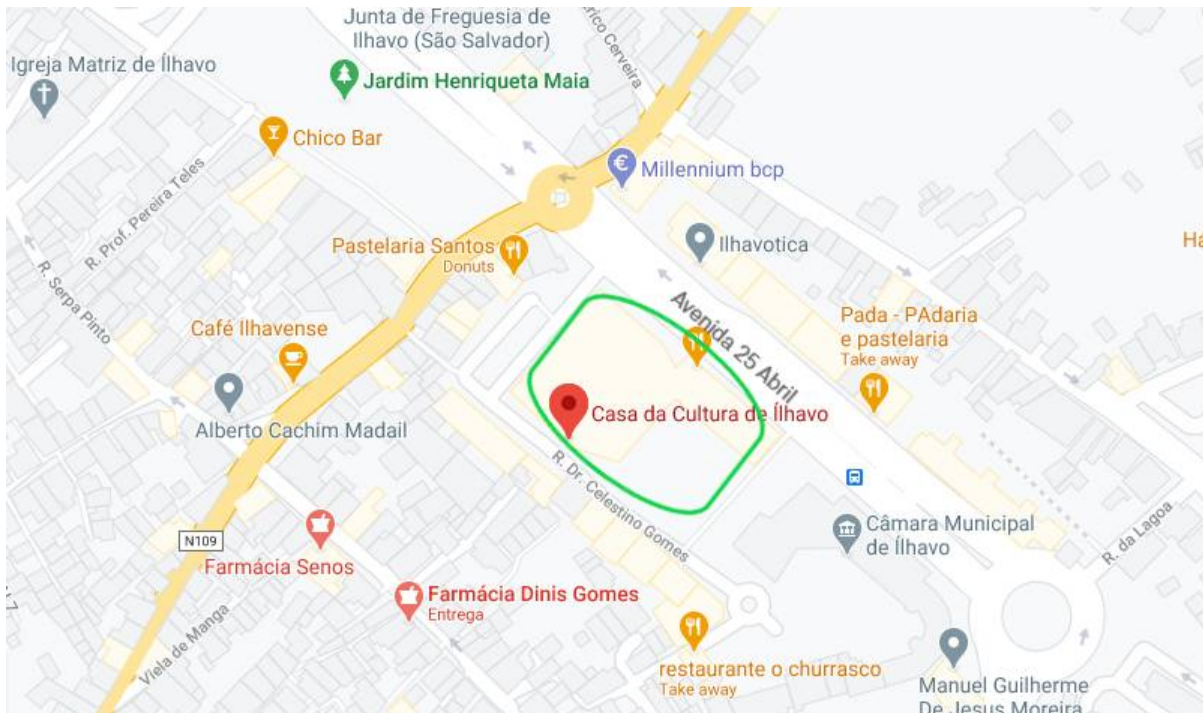 Junta de Freguesia de
Ílhavo (São Salvador)
Igreja Matriz de Ílhavo
Jardim Henriqueta Maia
Cerveira
Chico Bar
Millennium bcp
R. Prof. Pereira Teles
Pastelaria Santos
Donuts
Ilhavotica
R. Serpa Pinto
Avenida 25 Abril
Café Ilhavense
Pada - PAdaria
e pastelaria
Take away
Alberto Cachim Madail
Casa da Cultura de Ílhavo
R. Dr. Celestino Gomes
N109
Câmara Municipal
de Ílhavo
R. da Lagoa
Farmácia Senos
Farmácia Dinis Gomes
Entrega
Viela de Manga
restaurante o churrasco
Take away
Manuel Guilherme
De Jesus Moreira